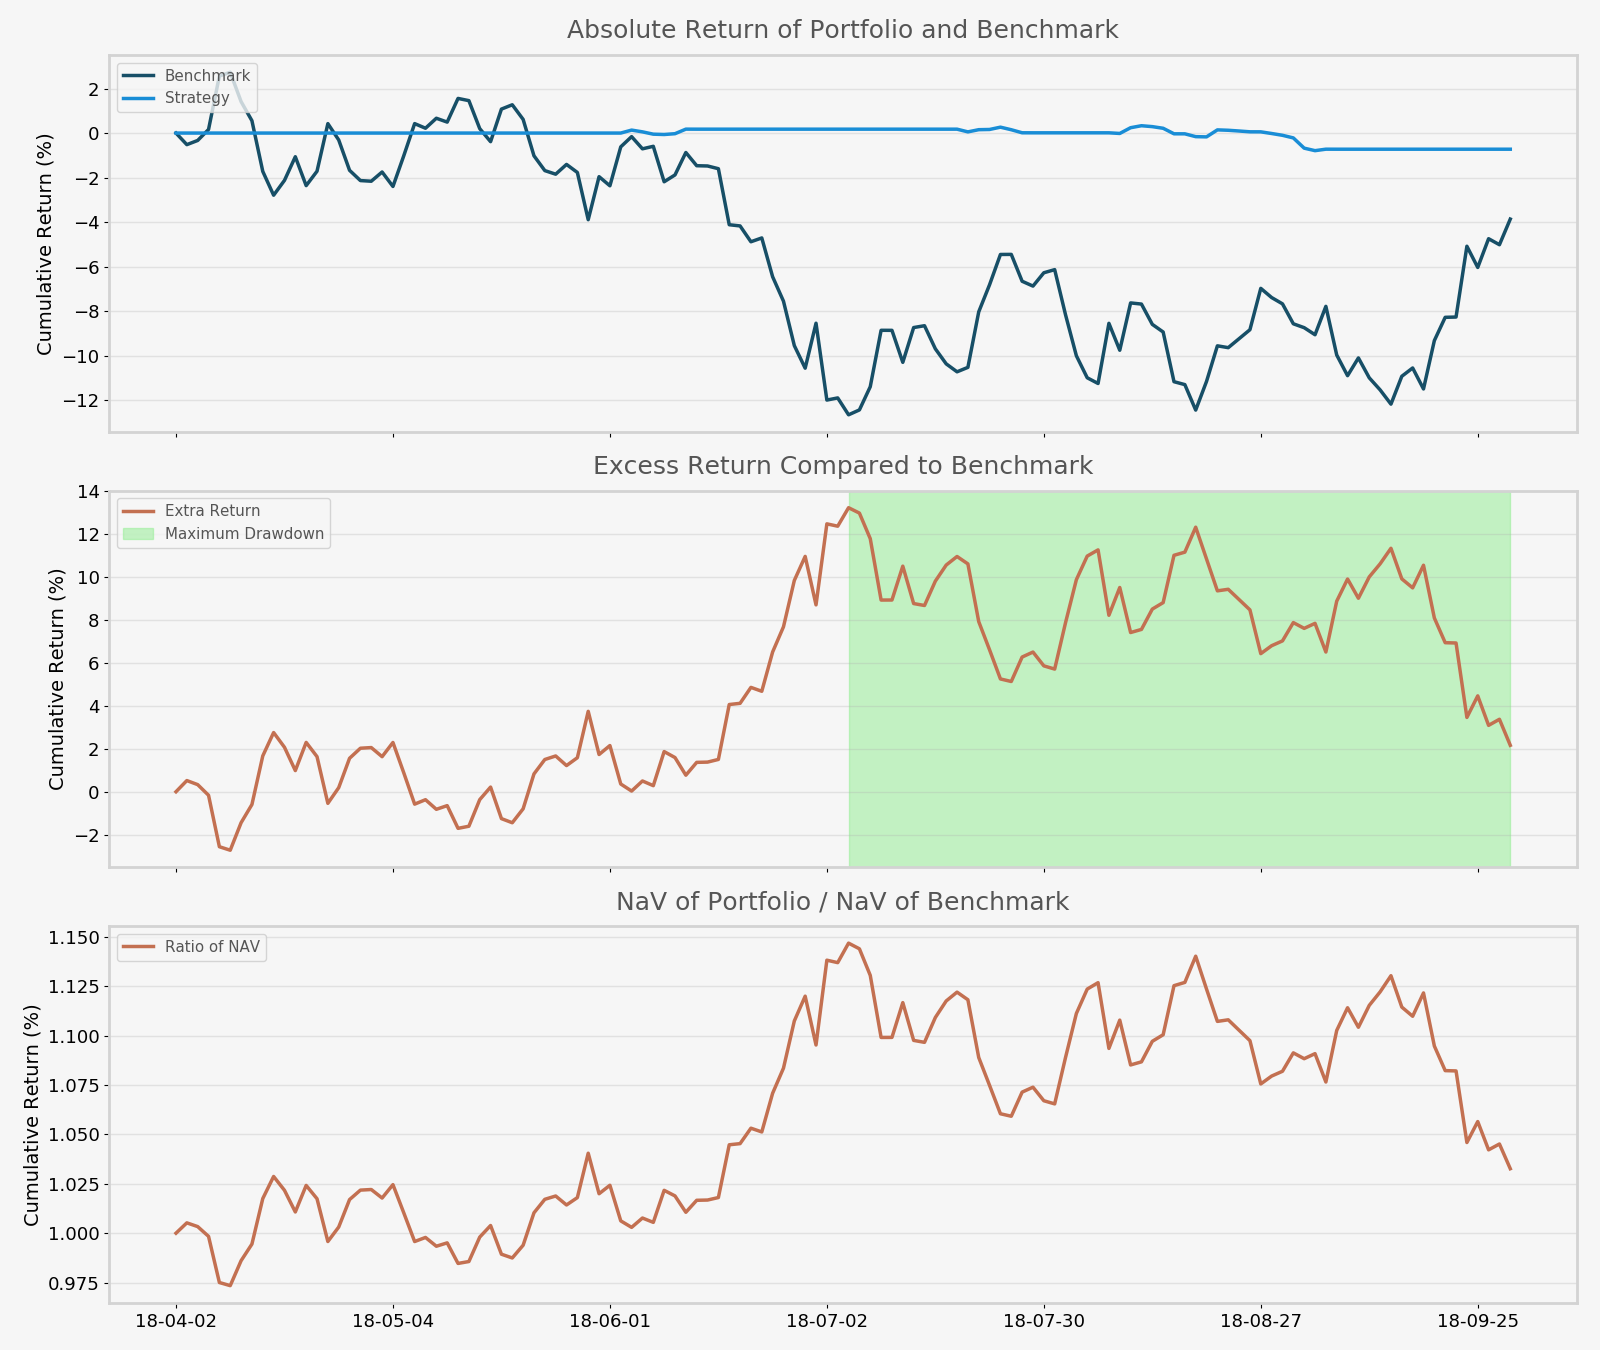 Absolute Return of Portfolio and Benchmark
Benchmark
Strategy
Cumulative Return (%)
2
0
−2
−4
−6
−8
−10
−12
Excess Return Compared to Benchmark
Extra Return
Maximum Drawdown
Cumulative Return (%)
14
12
10
8
6
4
2
0
−2
NaV of Portfolio / NaV of Benchmark
Ratio of NAV
Cumulative Return (%)
1.150
1.125
1.100
1.075
1.050
1.025
1.000
0.975
18-04-02 18-05-04 18-06-01 18-07-02 18-07-30 18-08-27 18-09-25